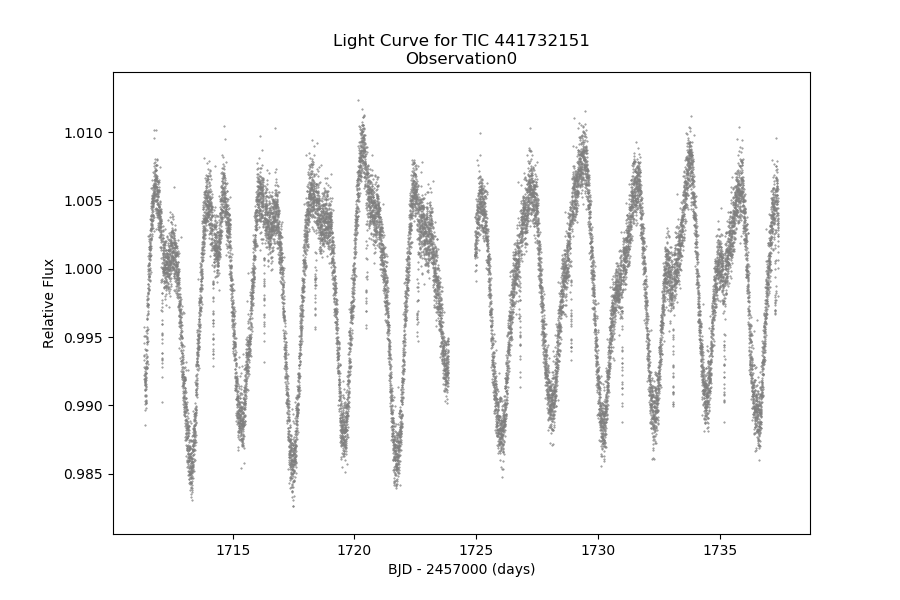 Light Curve for TIC 441732151
Observation0
1.010
1.005
1.000
0.995
0.990
0.985
Relative Flux
1715
1720
1725
1730
1735
BJD - 2457000 (days)